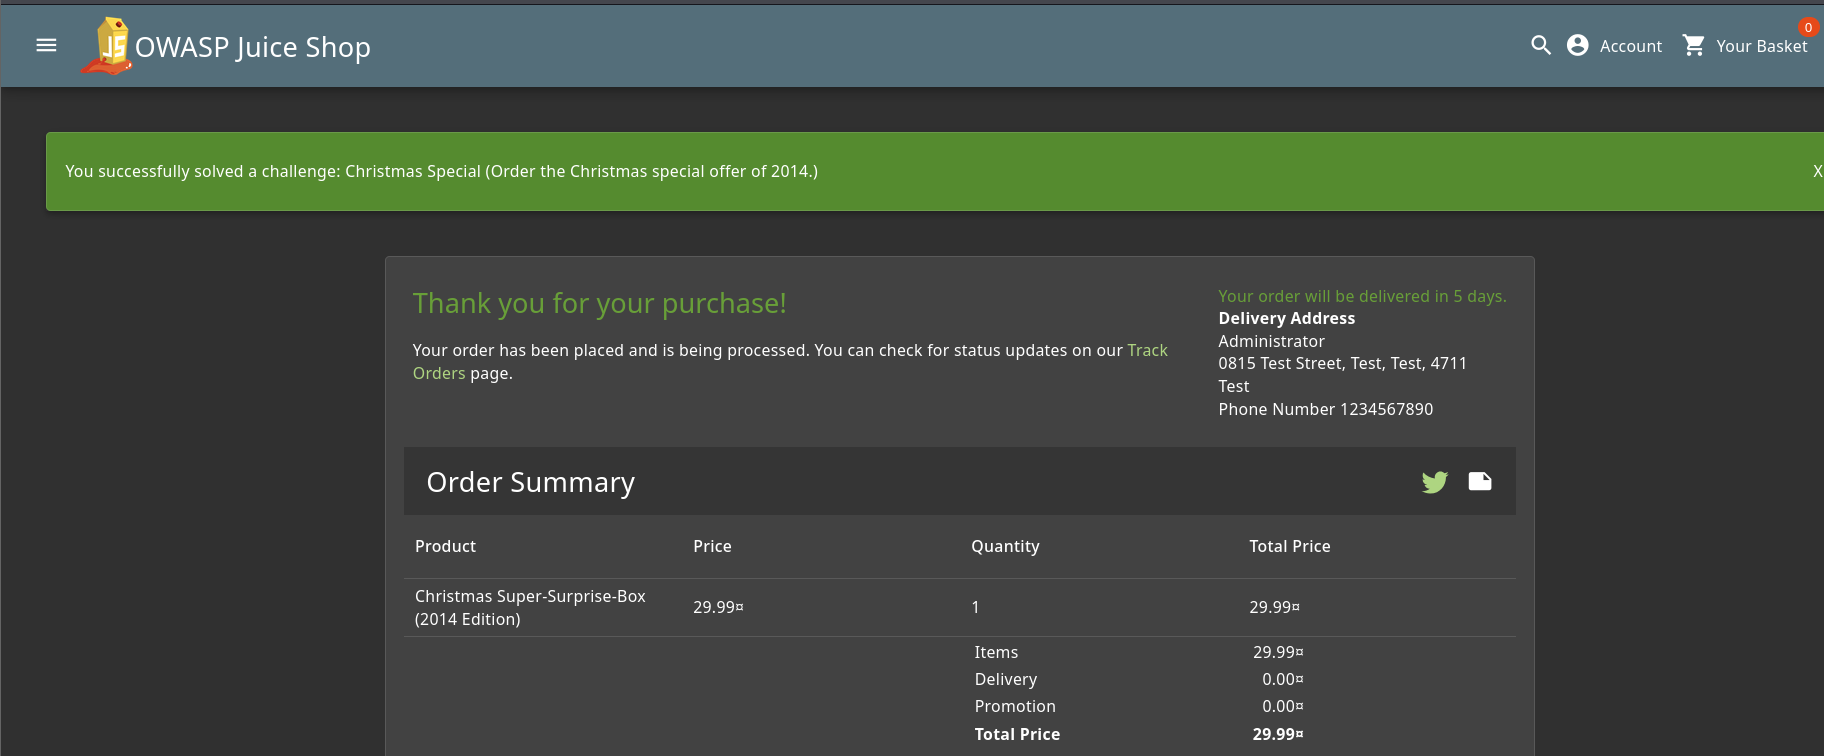 OWASP Juice Shop
Account
Your Basket
0
You successfully solved a challenge: Christmas Special (Order the Christmas special offer of 2014.)
X
Thank you for your purchase!
Your order has been placed and is being processed. You can check for status updates on our Track
Orders page.
Your order will be delivered in 5 days.
Delivery Address
Administrator
0815 Test Street, Test, Test, 4711
Test
Phone Number 1234567890
Order Summary
Product Price Quantity Total Price
Christmas Super-Surprise-Box
(2014 Edition)
29.99¤ 1 29.99¤
Items 29.99¤
Delivery 0.00¤
Promotion 0.00¤
Total Price 29.99¤